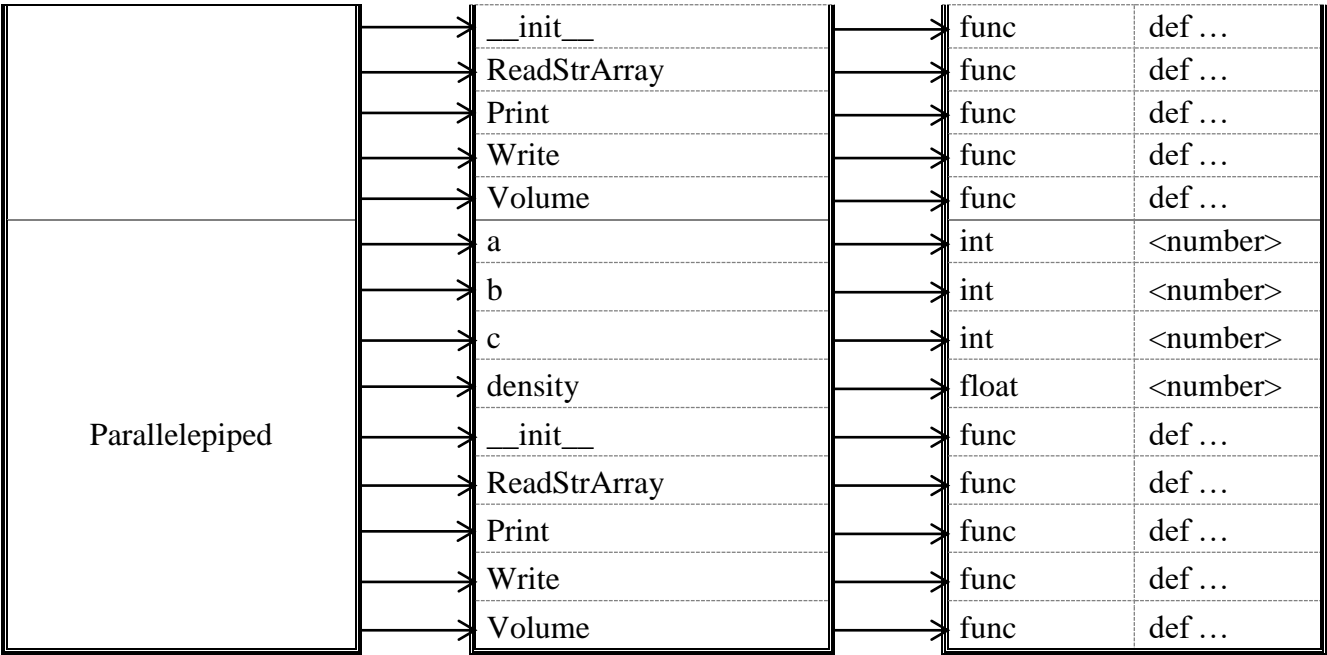 __init__ func def …
ReadStrArray func def …
Print func def …
Write func def …
Volume func def …
a int <number>
b int <number>
c int <number>
density float <number>
Parallelepiped __init__ func def …
ReadStrArray func def …
Print func def …
Write func def …
Volume func def …